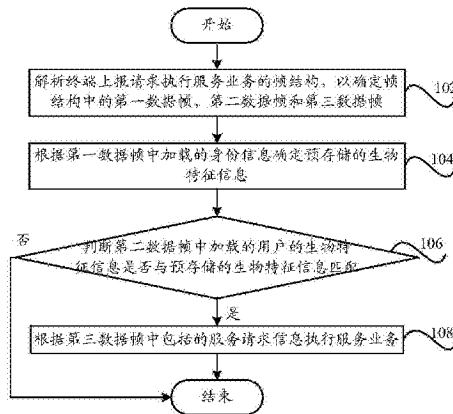 开始
解析终端上报请求执行服务业务的帧结构，以确定帧
结构中的第一数据帧、第二数据帧和第三数据帧
102
根据第一数据帧中加载的身份信息确定预存储的生物
特征信息
104
否
判断第二数据帧中加载的用户的生物特
征信息是否与预存储的生物特征信息匹配
106
是
根据第三数据帧中包括的服务请求信息执行服务业务
108
结束